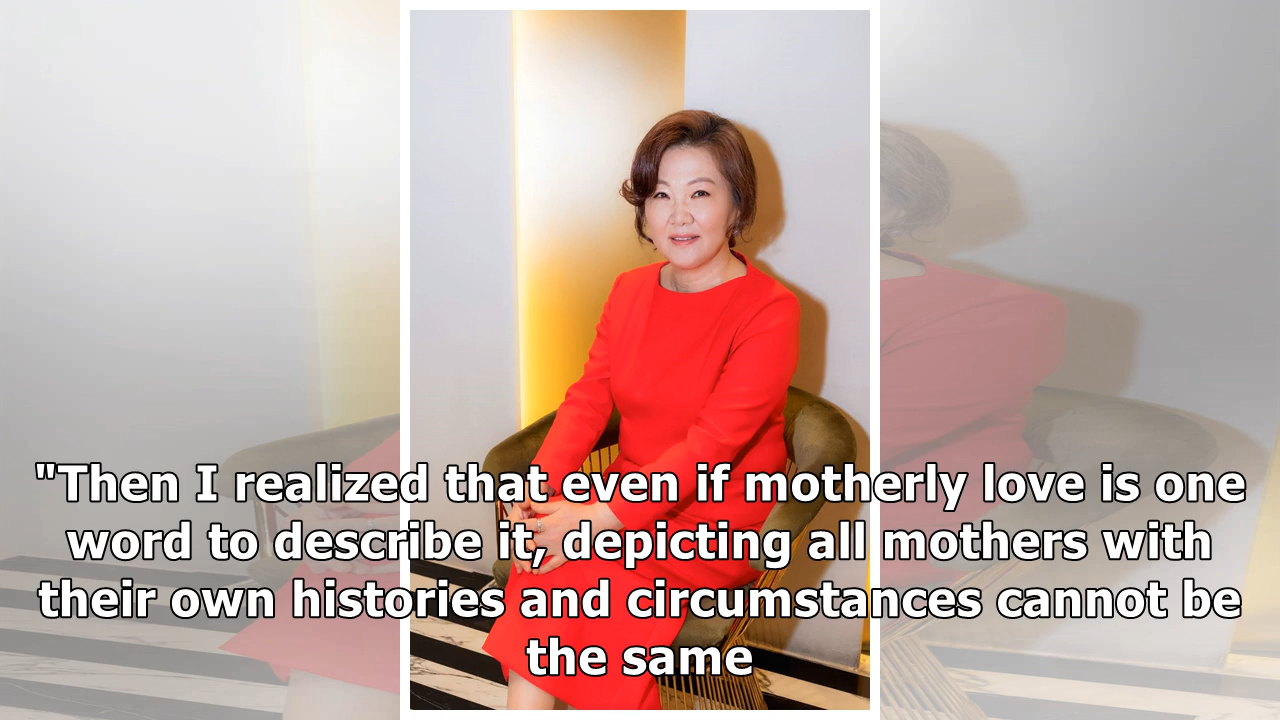 "Then I realized that even if motherly love is one
word to describe it, depicting all mothers with
their own histories and circumstances cannot be
the same